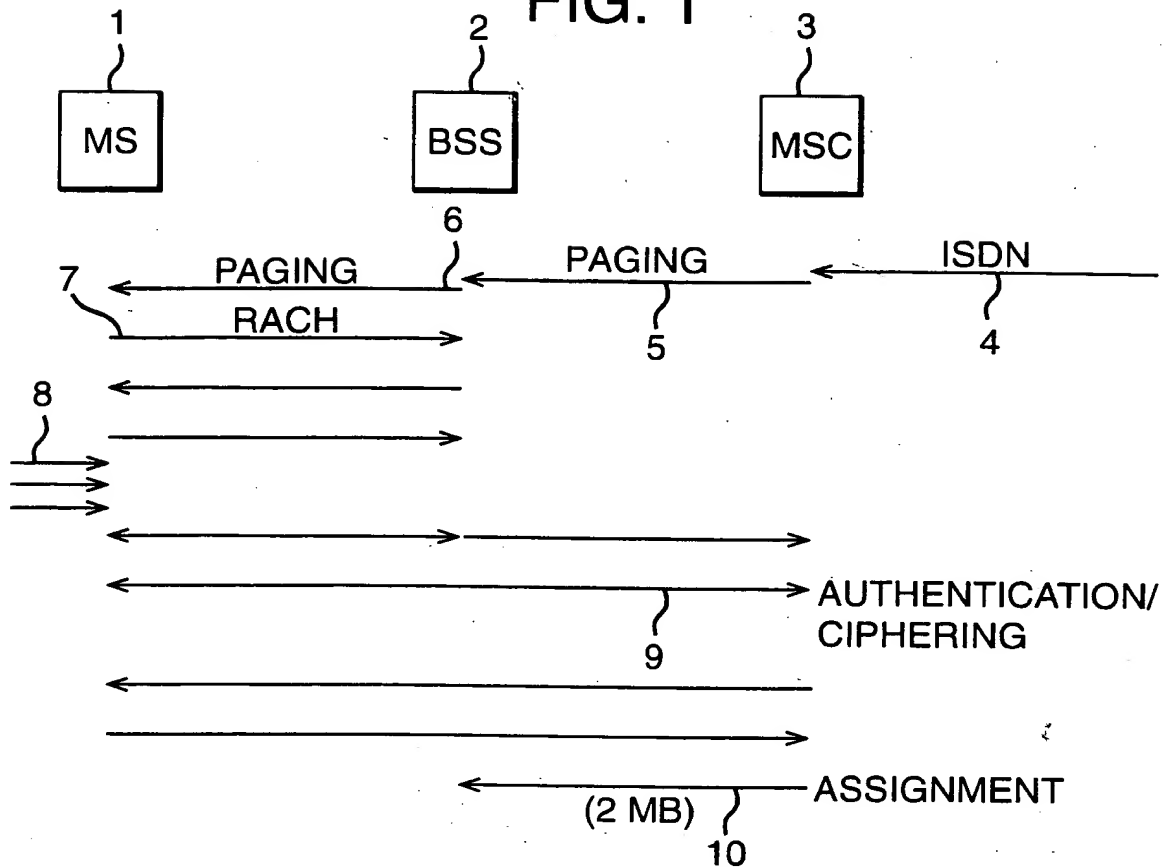 FIG. 1
1 2 3
MS BSS MSC
6
7 PAGING PAGING ISDN
RACH
5 4
8
AUTHENTICATION/
CIPHERING
9
ASSIGNMENT
(2 MB)
10